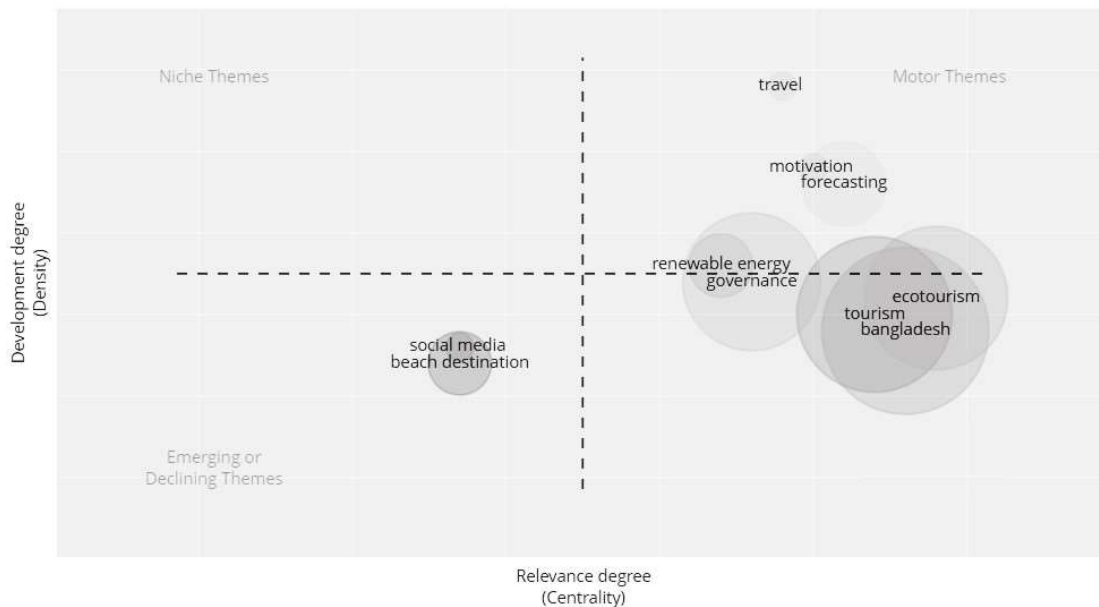 Niche Themes
Motor Themes
travel
motivation
forecasting
renewable energy
governance
ecotourism
tourism
bangladesh
social media
beach destination
Emerging or
Declining Themes
Development degree
(Density)
Relevance degree
(Centrality)